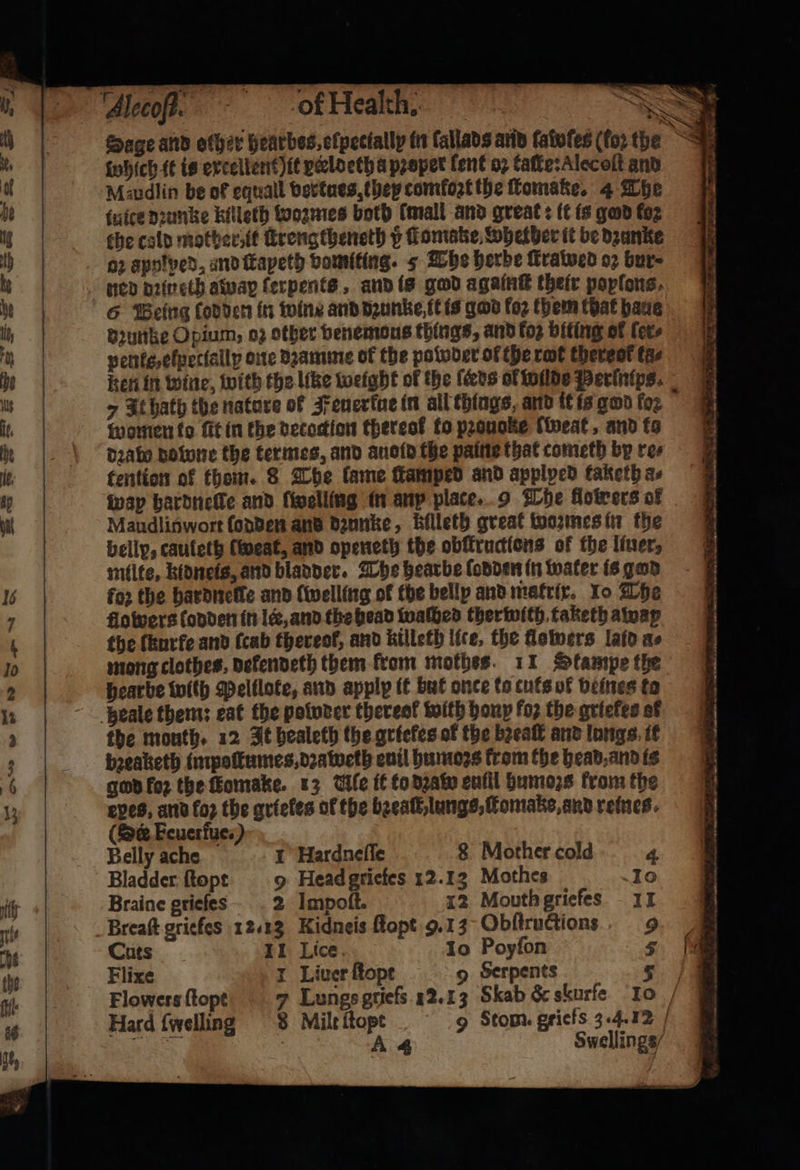 Alecost. of Health.
Sage and other hearbes, especially in sallads and sawses (for the
which it is excellent) it yæeldeth a proper sent or taste: Alecost and
Maudlin be of equall vertues, they comfort the stomake. 4 The
iuice drunke killeth wormes both small and great: it is good for
the cold mother, it strengtheneth yͤ stomake, whether it be drunke
or applyed, and stayeth vomiting. 5 The herbe strawed or bur-
ned driueth away serpents, and is good against their poysons.
6 Being sodden in wine and drunke, it is good for them that haue
drunke Opium, or other venemous things, and for biting of ser-
pents, especially one dramme of the powder of the root thereof ta-
ken in wine, with the like weight of the seeds of wilde Persnips.
7 It hath the nature of Feuerfue in all things, and it is good for
women to sit in the decoction thereof to prouoke sweat, and to
draw downe the termes, and auoid the paine that cometh by re-
tention of thom. 8 The same stamped and applyed taketh a-
way hardnesse and swelling in any place. 9 The flowers of
Maudlinwort sodden and drunke, killeth great wormes in the
belly, causeth sweat, and openeth the obstructions of the liuer,
milte, kidneis, and bladder. The hearbe sodden in water is good
for the hardnesse and swelling of the belly and matrix. 10 The
flowers sodden in lée, and the head washed therwith, taketh away
the skurfe and scab thereof, and killeth lice, the flowers laid a-
mong clothes, defendeth them from mothes. 11 Stampe the
hearbe with Melilote, and apply it but once to cuts of veines to
heale them: eat the powder thereof with hony for the griefes of
the mouth. 12 It healeth the griefes of the breast and lungs, it
breaketh impostumes, draweth euil humors from the head, and is
good for the stomake. 13 Vse it to draw euill humors from the
eyes, and for the griefes of the breast, lungs, stomake, and reines.
(See Feuerfue.)
Belly ache 1 Hardnesse 8 Mother cold 4
Bladder stopt 9 Head griefes 12.13 Mothes 10
Braine griefes 2 Impost. 12 Mouth griefes 11
Breast griefes 12.13 Kidneis stopt 9.13 Obstructions 9
Cuts 11 Lice. 10 Poyson 5
Flixe 1 Liuer stopt 9 Serpents 5
Flowers stopt 7 Lungs griefs 12.13 Skab & skurfe 10
Hard swelling 8 Milt stopt 9 Stom. griefs 3.4.12
A 4 Swellings